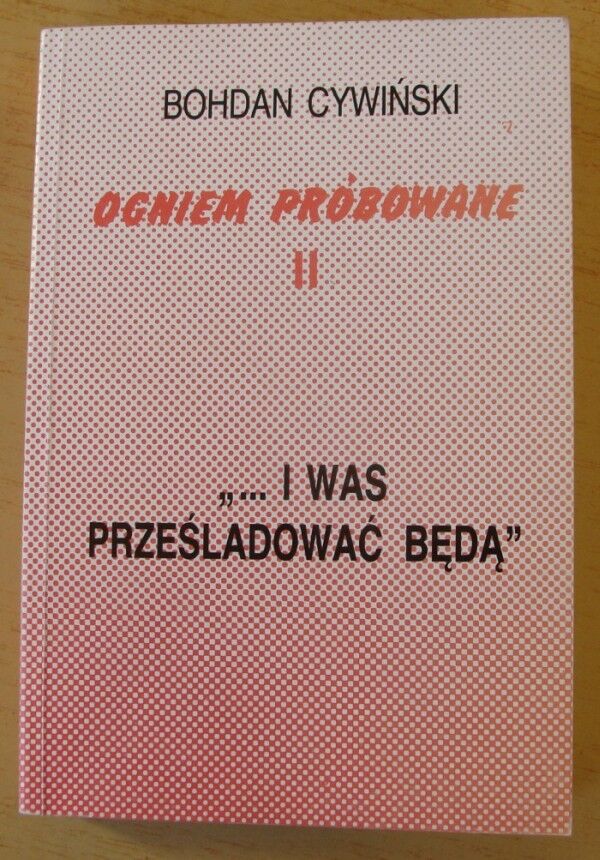 BOHDAN CYWIŃSKI
OGNIEM PRÓBOWANE
II
„... I WAS
PRZEŚLADOWAĆ BĘDĄ”